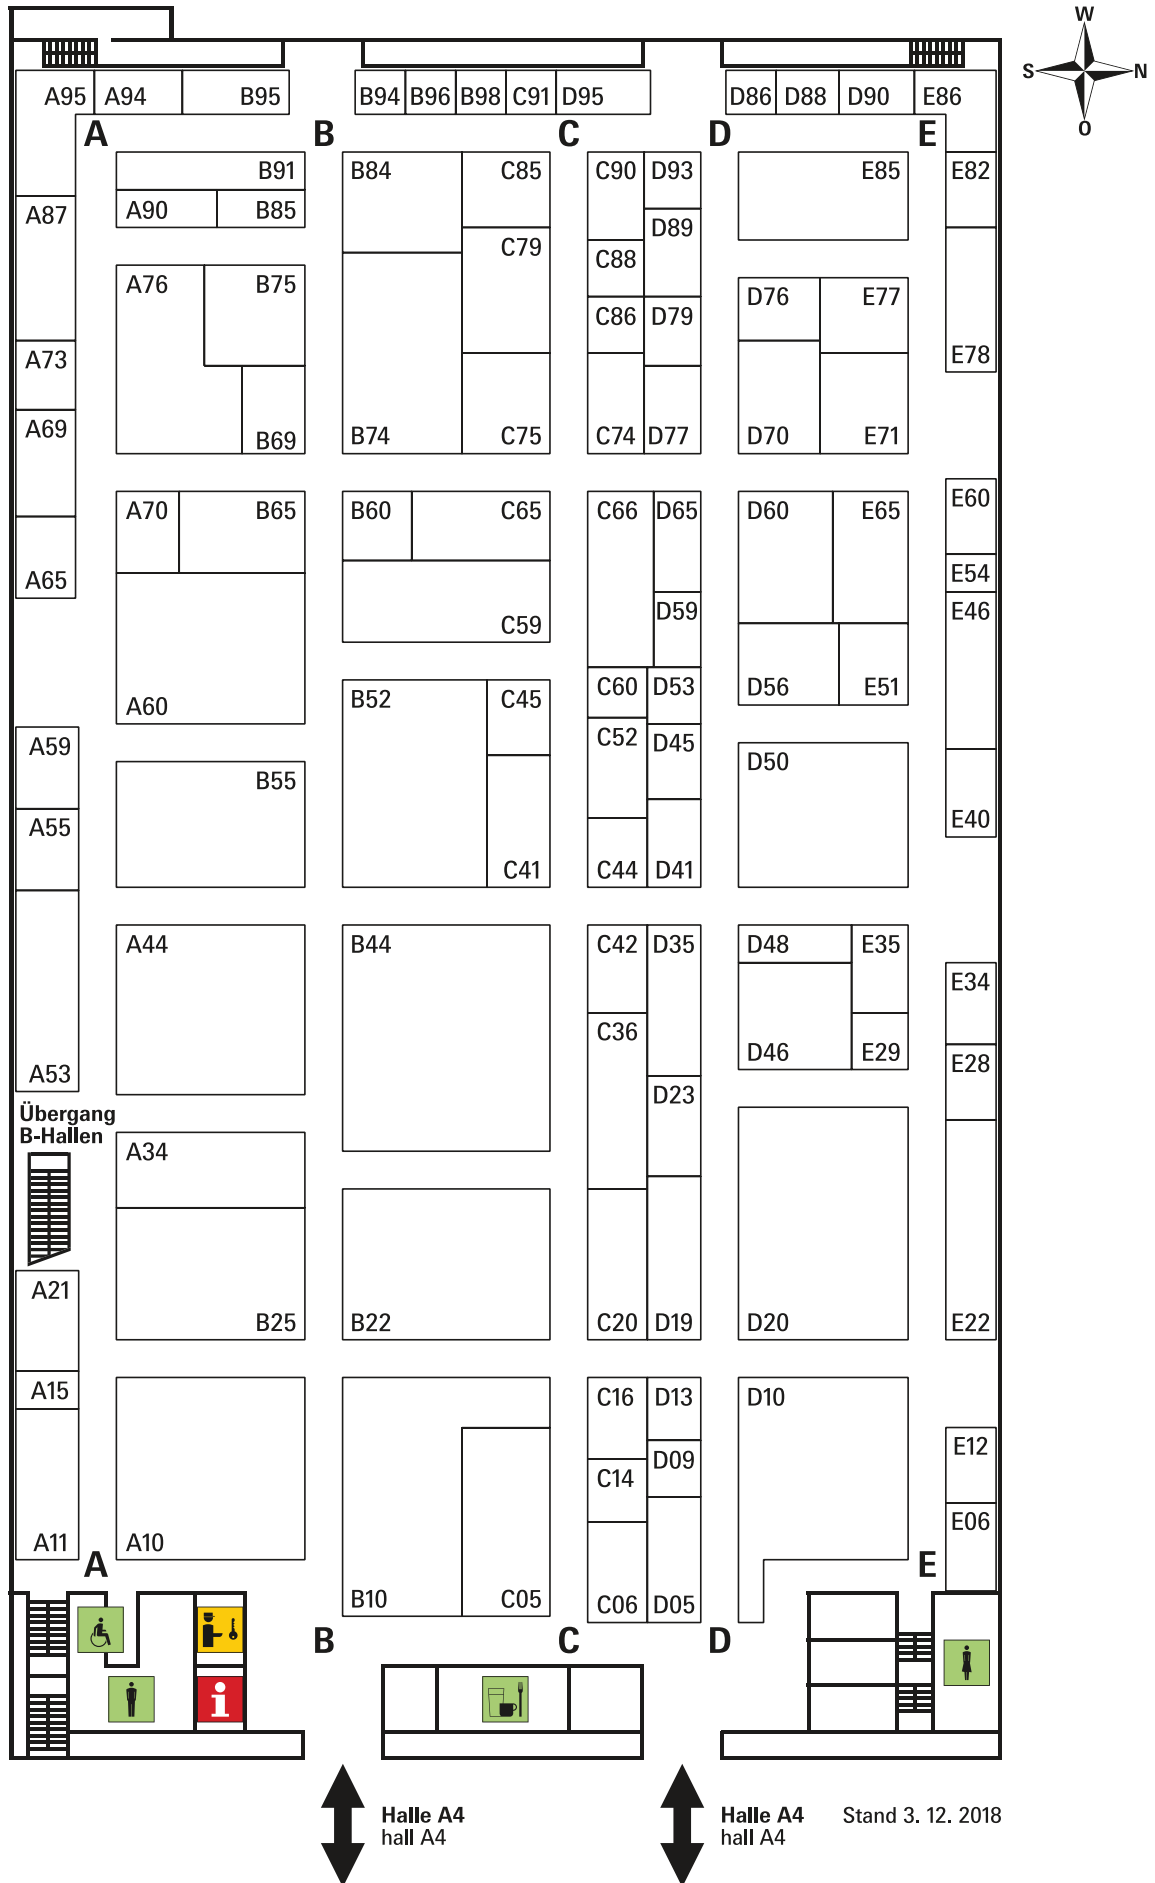 W
S N
O
A95 A94 B95 B94 B96 B98 C91 D95 D86 D88 D90 E86
A B C D E
B91 B84 C85 C90 D93 E85 E82
A87 A90 B85
D89
A76 B75 C79 C88 D76 E77
C86 D79
A73 E78
A69 B69 B74 C75 C74 D77 D70 E71
A70 B65 B60 C65 C66 D65 D60 E65 E60
A65 E54
C59 D59 E46
A60 B52 C45 C60 D53 D56 E51
A59 C52 D45
B55 D50
A55 E40
C41 C44 D41
A44 B44 C42 D35 D48 E35
E34
C36
A53 D46 E29 E28
D23
Übergang
B-Hallen
A34
A21
B25 B22 C20 D19 D20 E22
A15 C16 D13 D10
D09 E12
C14
A11 A10 E06
A E
B10 C05 C06 D05
B C D
i
Halle A4 Halle A4 Stand 3. 12. 2018
hall A4 hall A4